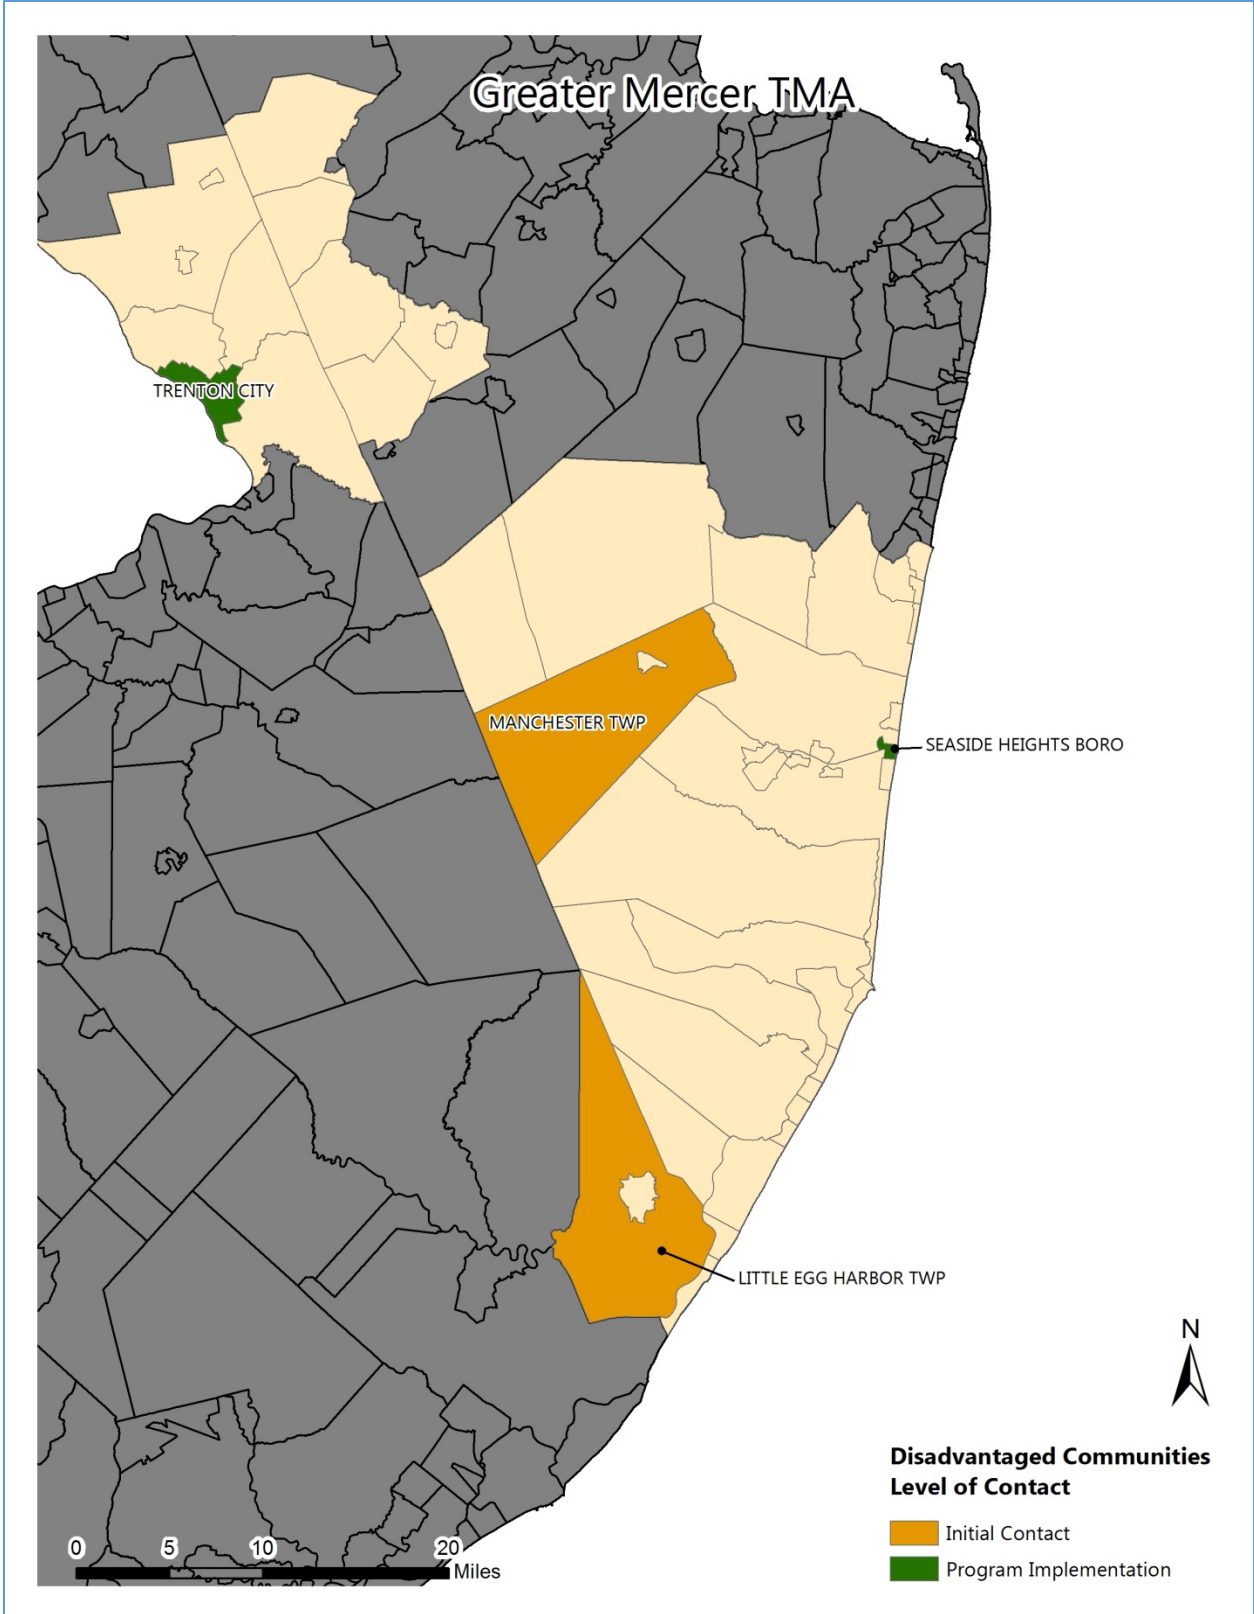 Greater Mercer TMA
TRENTON CITY
MANCHESTER TWP
SEASIDE HEIGHTS BORO
LITTLE EGG HARBOR TWP
N
Disadvantaged Communities
Level of Contact
Initial Contact
Program Implementation
0 5 10 20
Miles